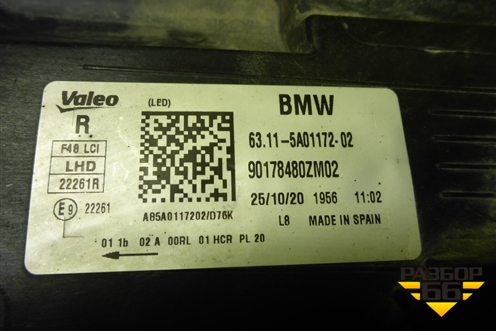 Valeo
(LED)
BMW
R
F48 LCI
LHD
22261R
E9 22261
63.11-5A01172-02
90178480ZM02
25/10/20 1956 11:02
A85A0117202/D76K
L8 MADE IN SPAIN
01 1b 02 A 00RL 01 HCR PL 20
РАЗБОР
66